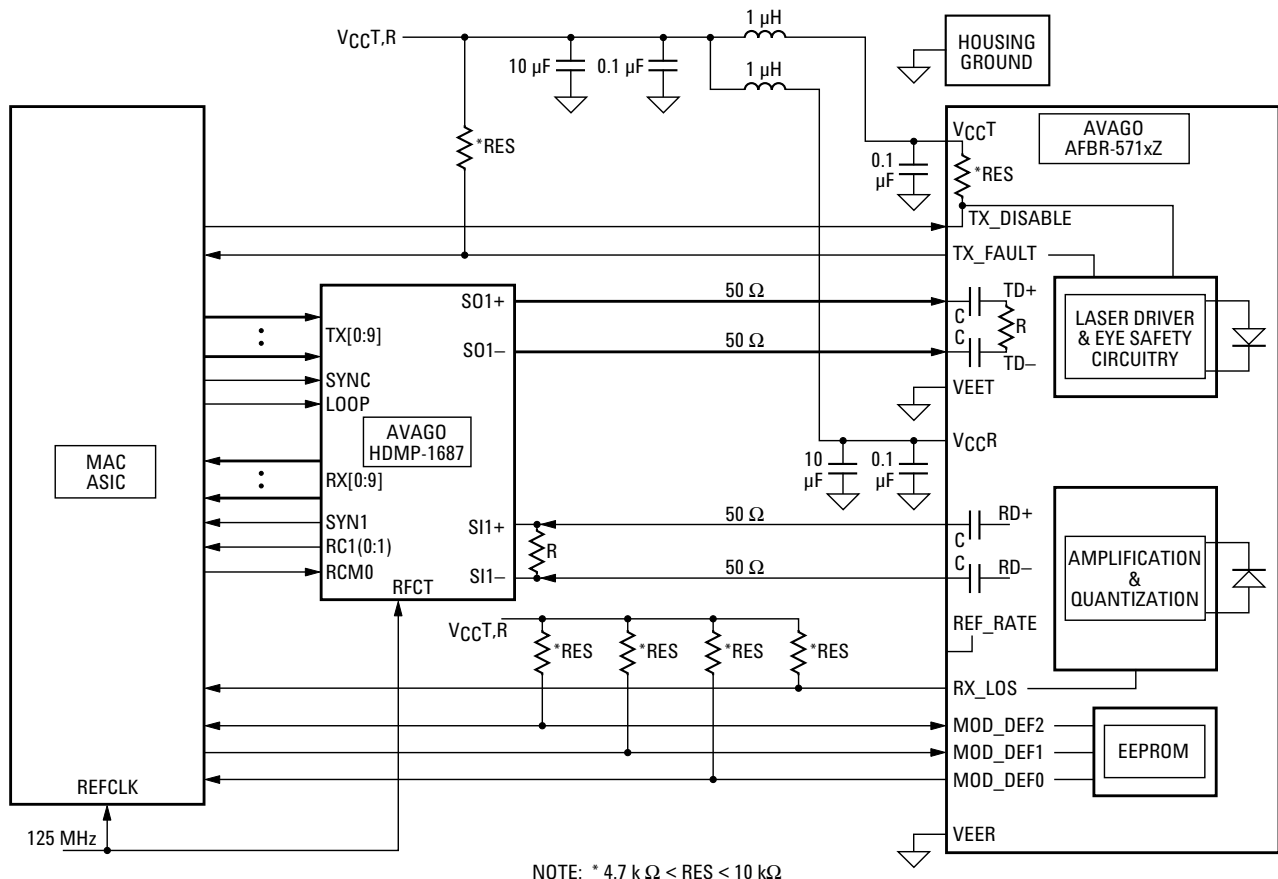 1 µH
VCCT,R
10 µF
0.1 µF
1 µH
HOUSING
GROUND
*RES
VCCT
AVAGO
AFBR-571xZ
0.1
µF
*RES
TX_DISABLE
TX_FAULT
SO1+
50 Ω
TD+
C
R
LASER DRIVER
& EYE SAFETY
CIRCUITRY
TX[0:9]
:
SO1–
50 Ω
C
TD–
SYNC
LOOP
VEET
AVAGO
HDMP-1687
VCCR
MAC
ASIC
:
RX[0:9]
10
µF
0.1
µF
SYN1
SI1+
50 Ω
RD+
C
RC1(0:1)
R
AMPLIFICATION
&
QUANTIZATION
RCM0
SI1–
50 Ω
C
RD–
RFCT
VCCT,R
REF_RATE
*RES
*RES
*RES
*RES
RX_LOS
MOD_DEF2
MOD_DEF1
EEPROM
MOD_DEF0
REFCLK
125 MHz
VEER
NOTE: * 4.7 k Ω < RES < 10 kΩ